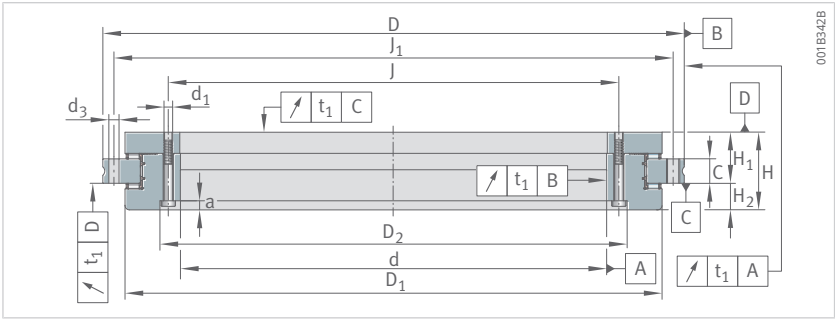 D
B
001B342B
J₁
J
d₃
d₁
↗ t₁ C
D
a
↗ t₁ B
C
H₁
H
H₂
C
↗ t₁ D
D₂
d
A
↗ t₁ A
D₁